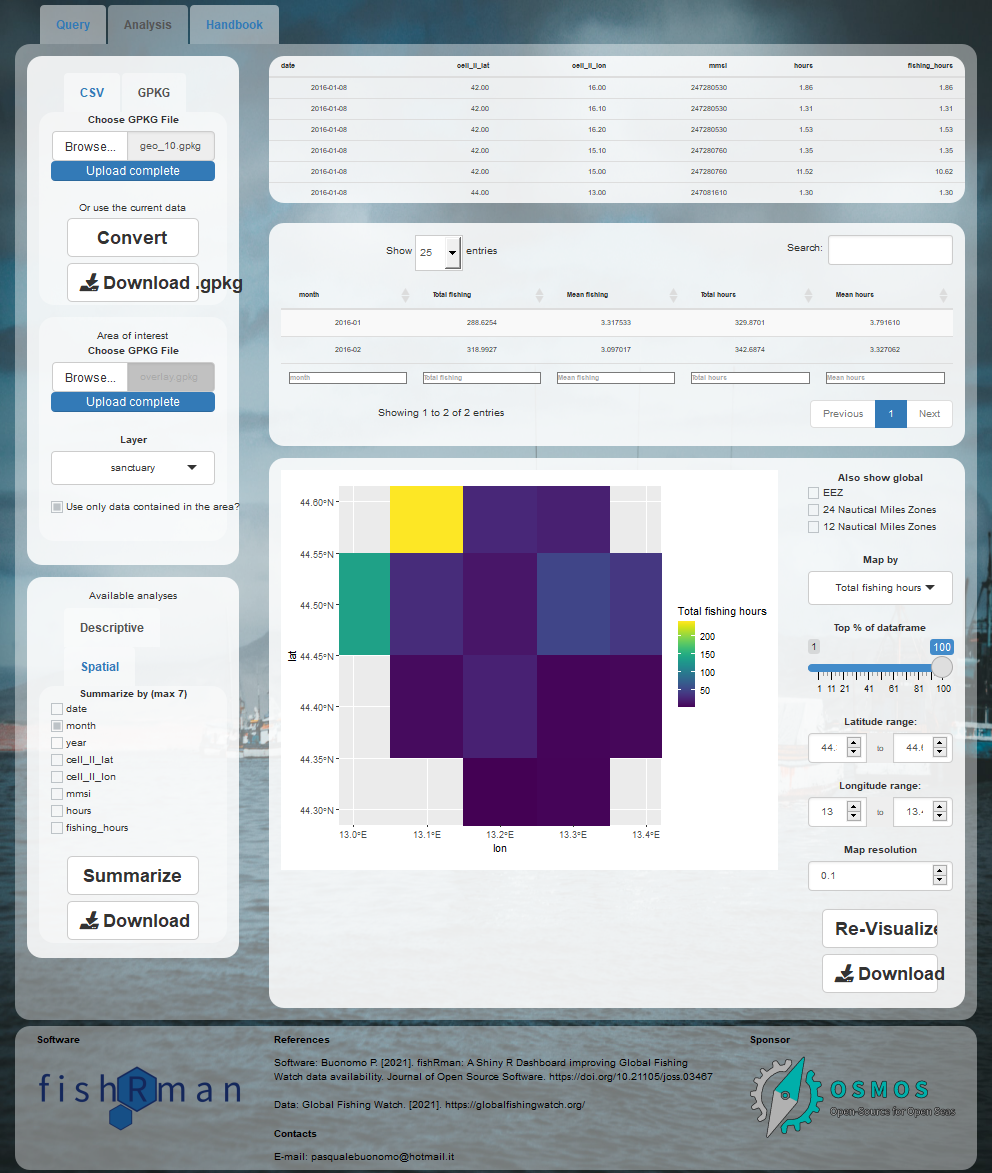 Query Analysis Handbook
CSV GPKG
Choose GPKG File
Browse... geo_10.gpkg
Upload complete
Or use the current data
Convert
Download .gpkg
Area of interest
Choose GPKG File
Browse... overlay.gpkg
Upload complete
Layer
sanctuary
Use only data contained in the area?
Available analyses
Descriptive
Spatial
Summarize by (max 7)
date
month
year
cell_ll_lat
cell_ll_lon
mmsi
hours
fishing_hours
Summarize
Download
date cell_ll_lat cell_ll_lon mmsi hours fishing_hours
2016-01-08 42.00 16.00 247280530 1.86 1.86
2016-01-08 42.00 16.10 247280530 1.31 1.31
2016-01-08 42.00 16.20 247280530 1.53 1.53
2016-01-08 42.00 15.10 247280760 1.35 1.35
2016-01-08 42.00 15.00 247280760 11.52 10.62
2016-01-08 44.00 13.00 247081610 1.30 1.30
Show 25 entries Search:
month Total fishing Mean fishing Total hours Mean hours
2016-01 288.6254 3.317533 329.8701 3.791610
2016-02 318.9927 3.097017 342.6874 3.327062
month Total fishing Mean fishing Total hours Mean hours
Showing 1 to 2 of 2 entries Previous 1 Next
44.60°N
44.55°N
44.50°N
44.45°N
44.40°N
44.35°N
44.30°N
lat
13.0°E 13.1°E 13.2°E 13.3°E 13.4°E
lon
Total fishing hours
200
150
100
50
Also show global
EEZ
24 Nautical Miles Zones
12 Nautical Miles Zones
Map by
Total fishing hours
Top % of dataframe
1 100
1 11 21 41 61 81 100
Latitude range:
44. to 44.6
Longitude range:
13 to 13.4
Map resolution
0.1
Re-Visualize
Download
Software
fishRman
References
Software: Buonomo P. [2021]. fishRman: A Shiny R Dashboard improving Global Fishing
Watch data availability. Journal of Open Source Software. https://doi.org/10.21105/joss.03467
Data: Global Fishing Watch. [2021]. https://globalfishingwatch.org/
Contacts
E-mail: pasqualebuonomo@hotmail.it
Sponsor
OSMOS
Open-Source for Open Seas